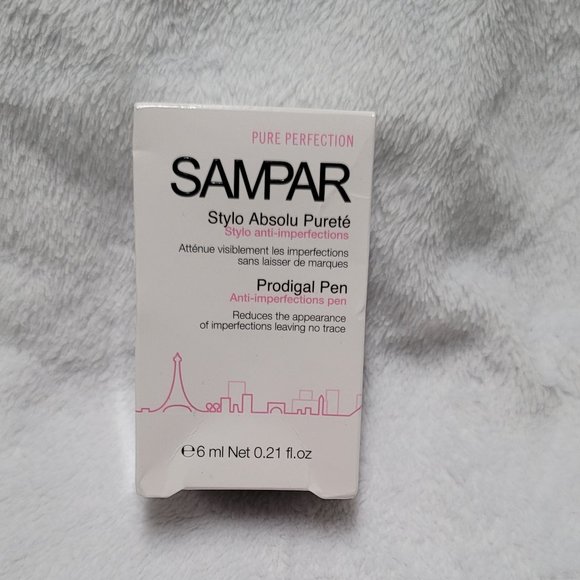 PURE PERFECTION
SAMPAR
Stylo Absolu Pureté
Stylo anti-imperfections
Atténue visiblement les imperfections
sans laisser de marques
Prodigal Pen
Anti-imperfections pen
Reduces the appearance
of imperfections leaving no trace
℮6 ml Net 0.21 fl.oz